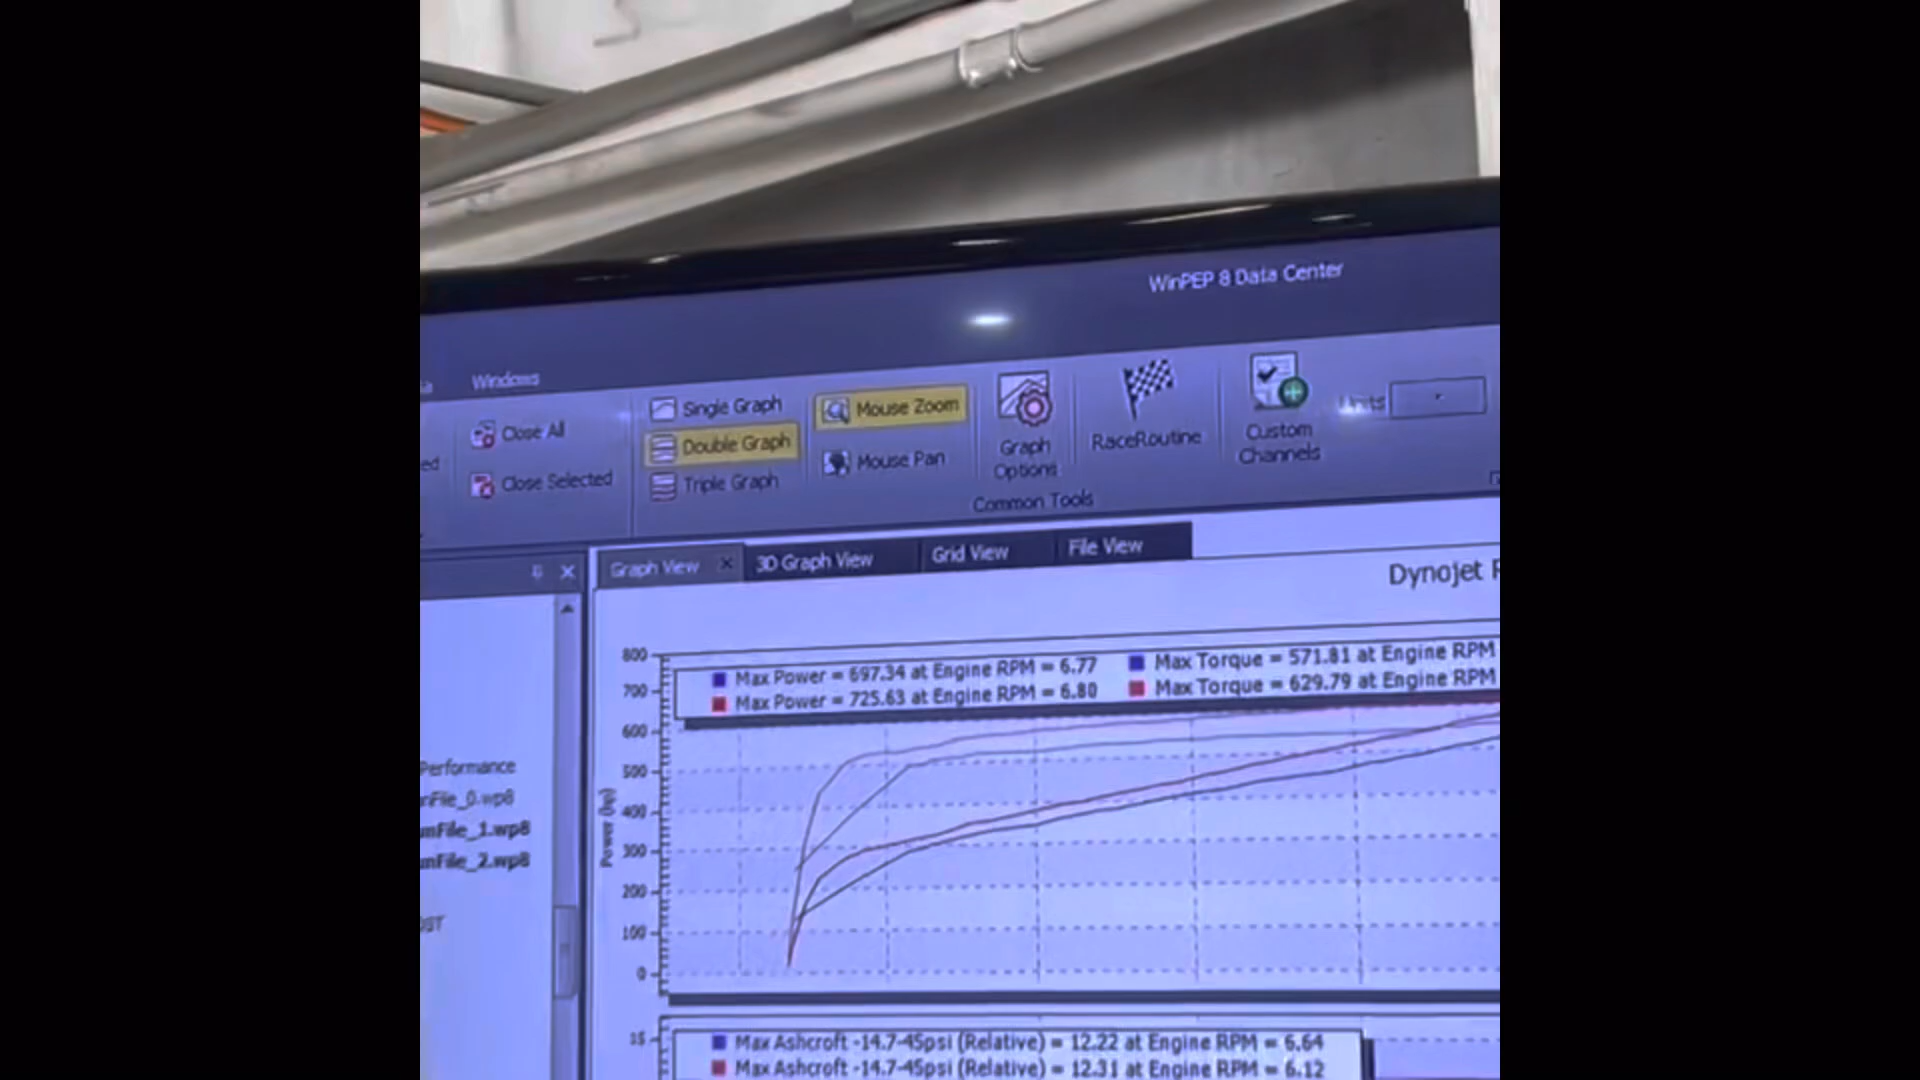 WinPEP 8 Data Center
Windows
Close All
Close Selected
Single Graph
Double Graph
Triple Graph
Mouse Zoom
Mouse Pan
Graph Options
RaceRoutine
Custom Channels
Units
Common Tools
Graph View
3D Graph View
Grid View
File View
Dynojet
800
700
600
500
400
300
200
100
0
Power (hp)
Max Power = 697.34 at Engine RPM = 6.77
Max Torque = 571.81 at Engine RPM
Max Power = 725.63 at Engine RPM = 6.80
Max Torque = 629.79 at Engine RPM
Performance
nFile_0.wp8
mFile_1.wp8
mFile_2.wp8
15
Max Ashcroft -14.7-45psi (Relative) = 12.22 at Engine RPM = 6.64
Max Ashcroft -14.7-45psi (Relative) = 12.31 at Engine RPM = 6.12